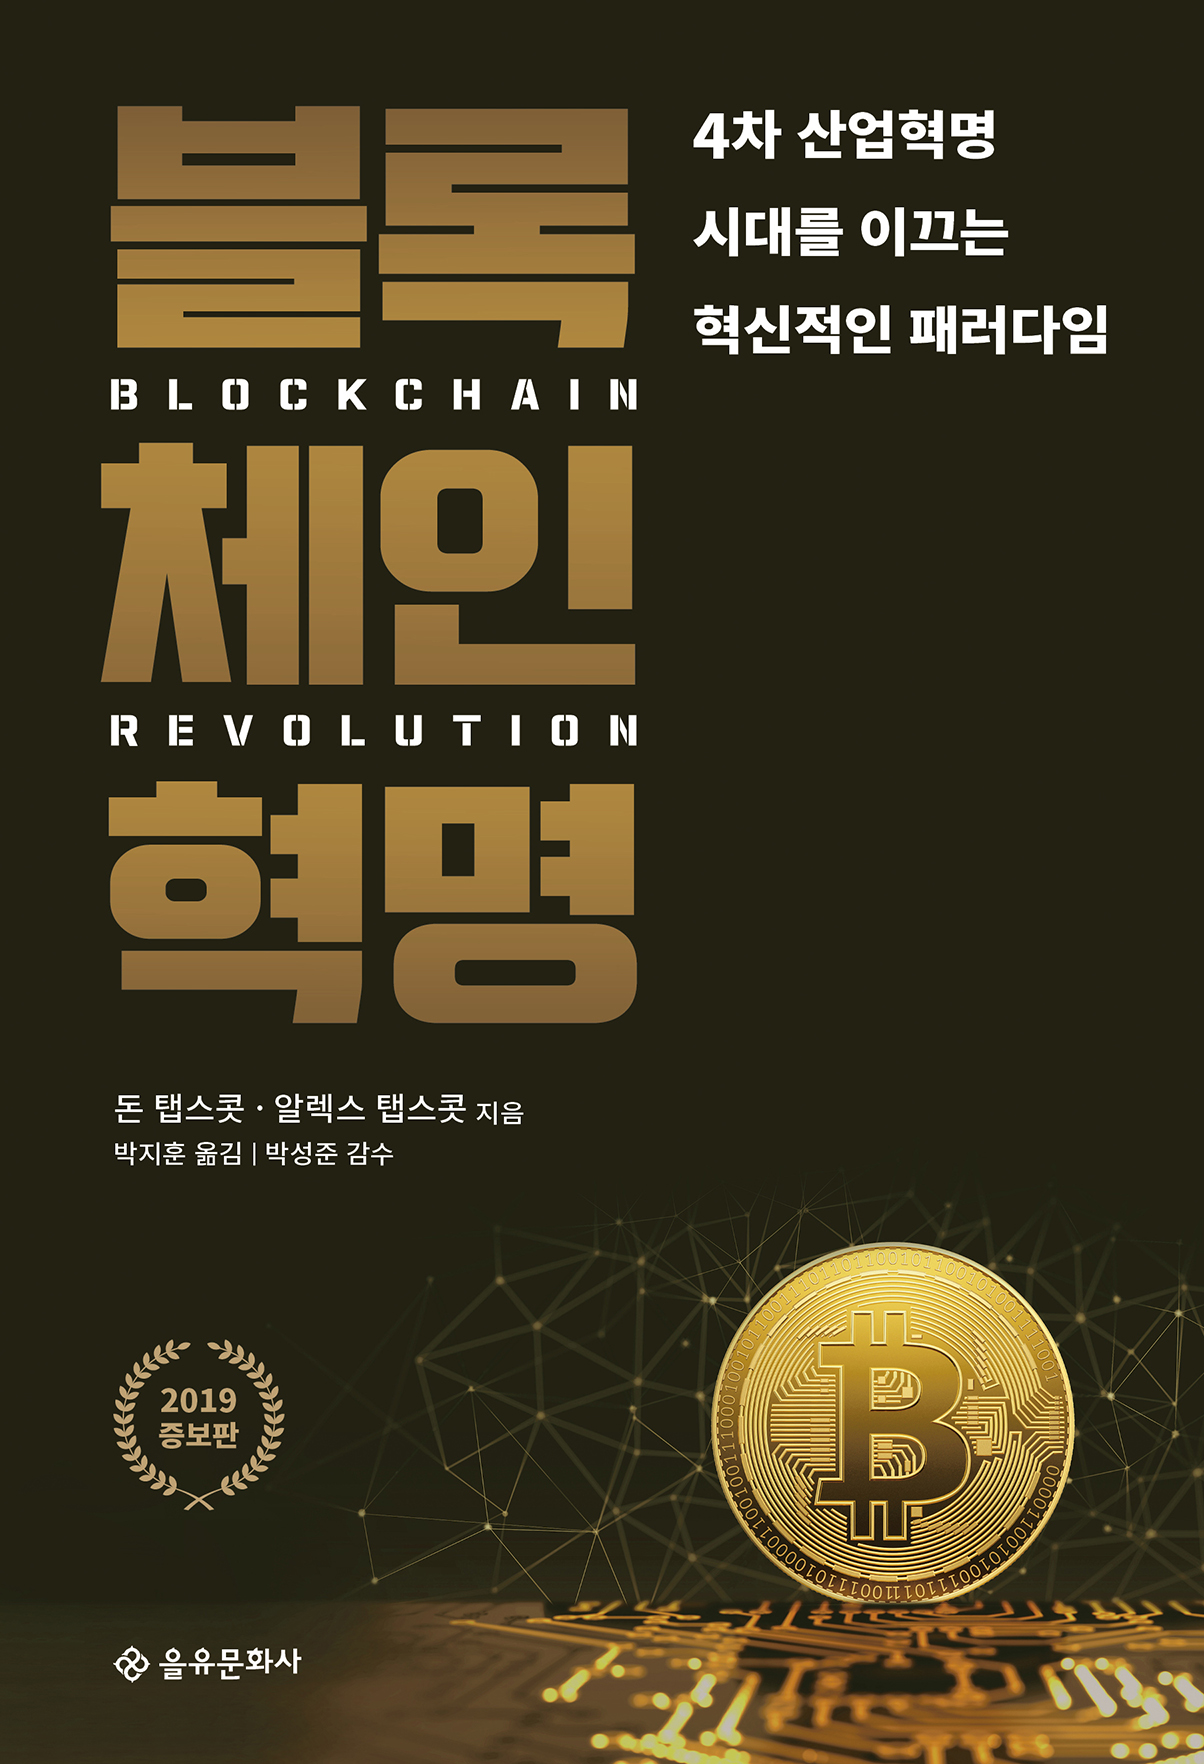 블록
BLOCKCHAIN
체인
REVOLUTION
혁명
4차 산업혁명
시대를 이끄는
혁신적인 패러다임
돈 탭스콧 · 알렉스 탭스콧 지음
박지훈 옮김 | 박성준 감수
2019
증보판
B
을유문화사